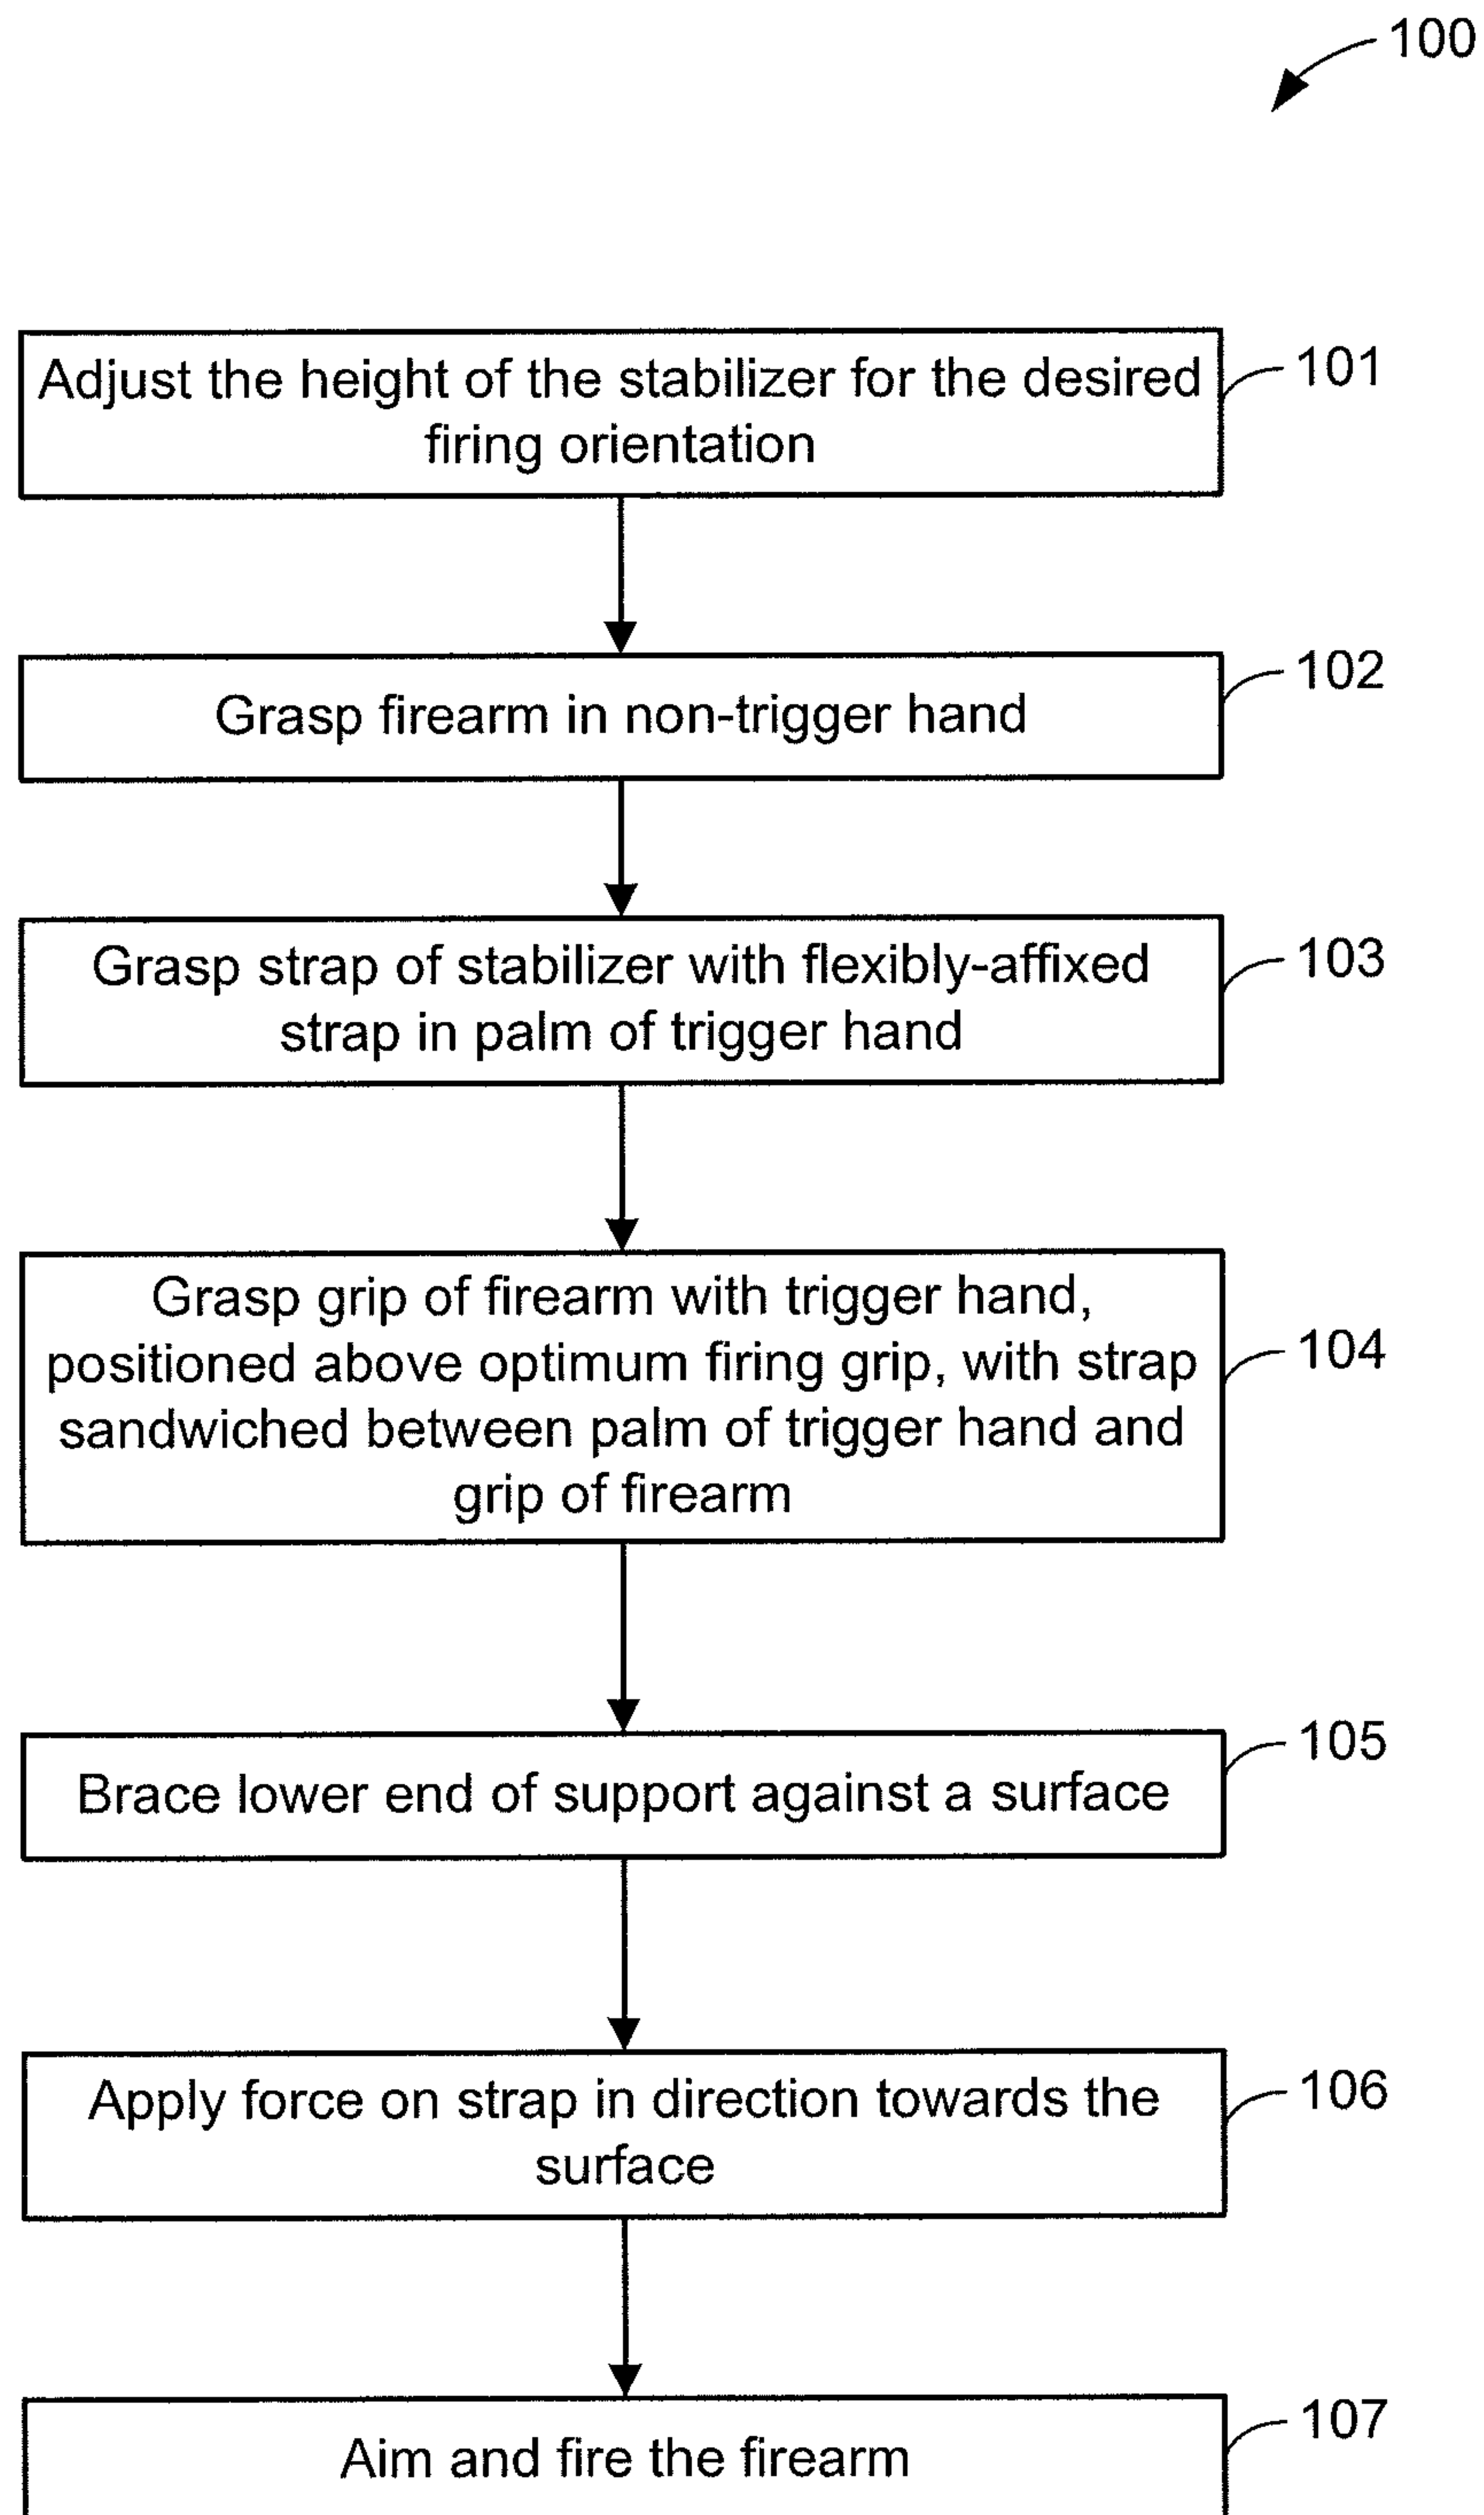 100
Adjust the height of the stabilizer for the desired
firing orientation
101
Grasp firearm in non-trigger hand
102
Grasp strap of stabilizer with flexibly-affixed
strap in palm of trigger hand
103
Grasp grip of firearm with trigger hand,
positioned above optimum firing grip, with strap
sandwiched between palm of trigger hand and
grip of firearm
104
Brace lower end of support against a surface
105
Apply force on strap in direction towards the
surface
106
Aim and fire the firearm
107